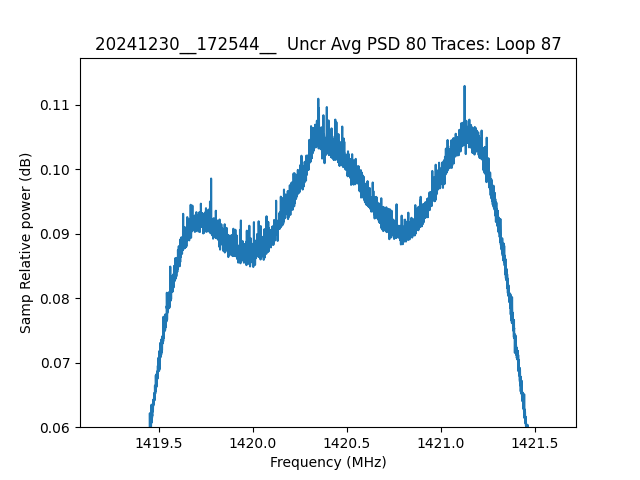 20241230__172544__  Uncr Avg PSD 80 Traces: Loop 87
0.11
0.10
0.09
0.08
0.07
0.06
Samp Relative power (dB)
1419.5 1420.0 1420.5 1421.0 1421.5
Frequency (MHz)